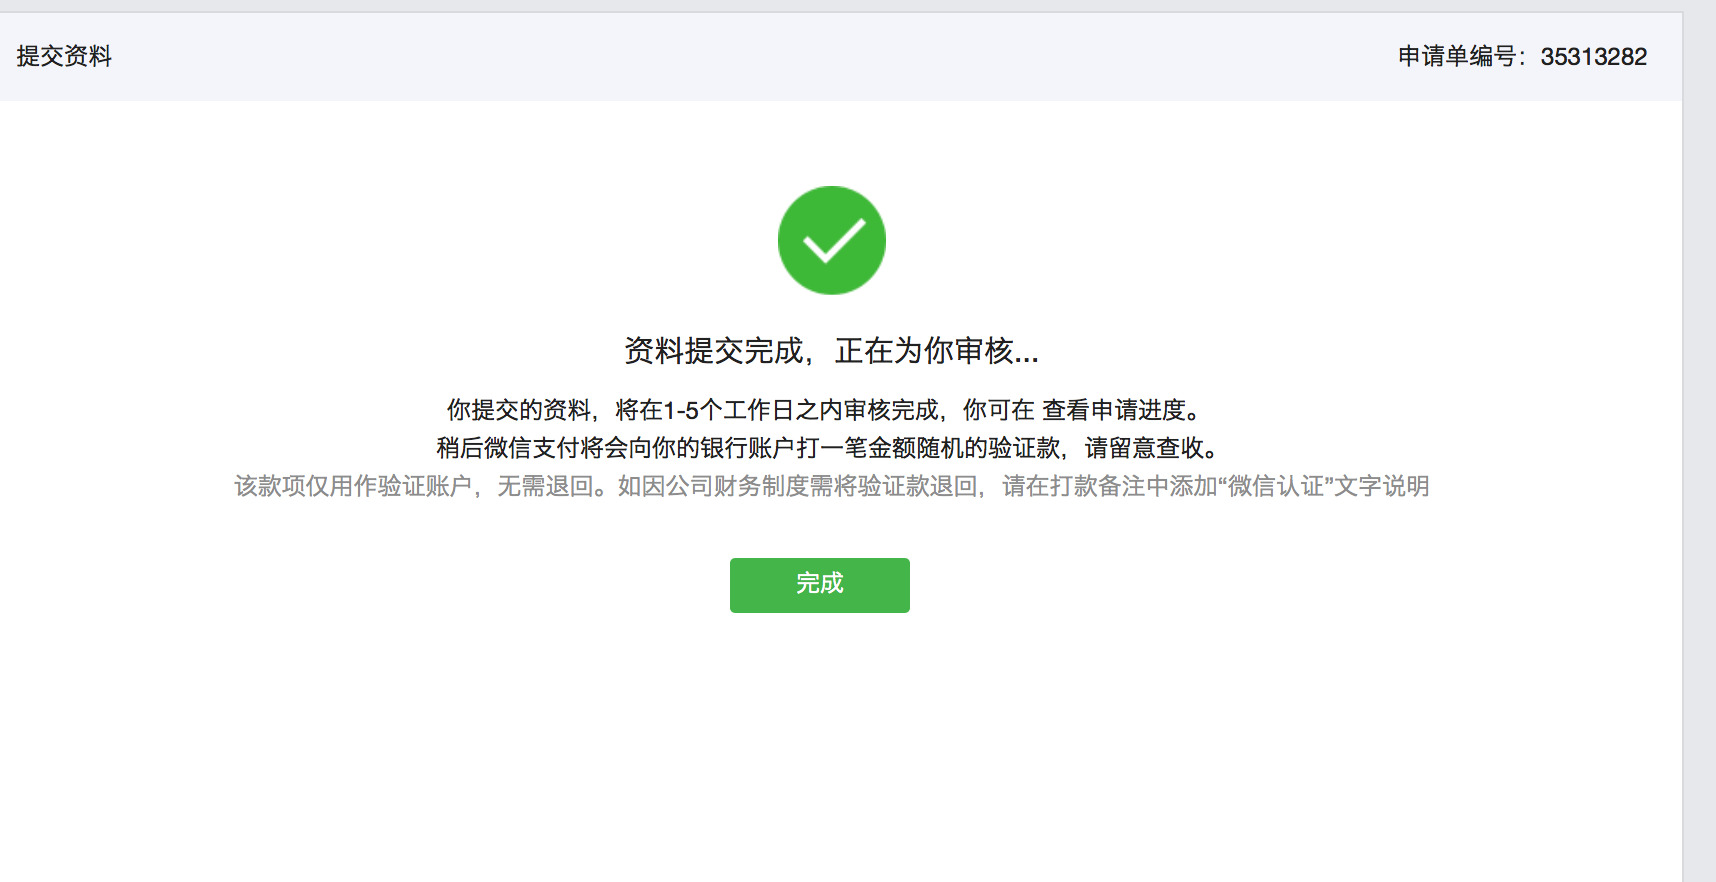 提交资料
申请单编号：35313282
资料提交完成，正在为你审核...
你提交的资料，将在1-5个工作日之内审核完成，你可在 查看申请进度。
稍后微信支付将会向你的银行账户打一笔金额随机的验证款，请留意查收。
该款项仅用作验证账户，无需退回。如因公司财务制度需将验证款退回，请在打款备注中添加“微信认证”文字说明
完成